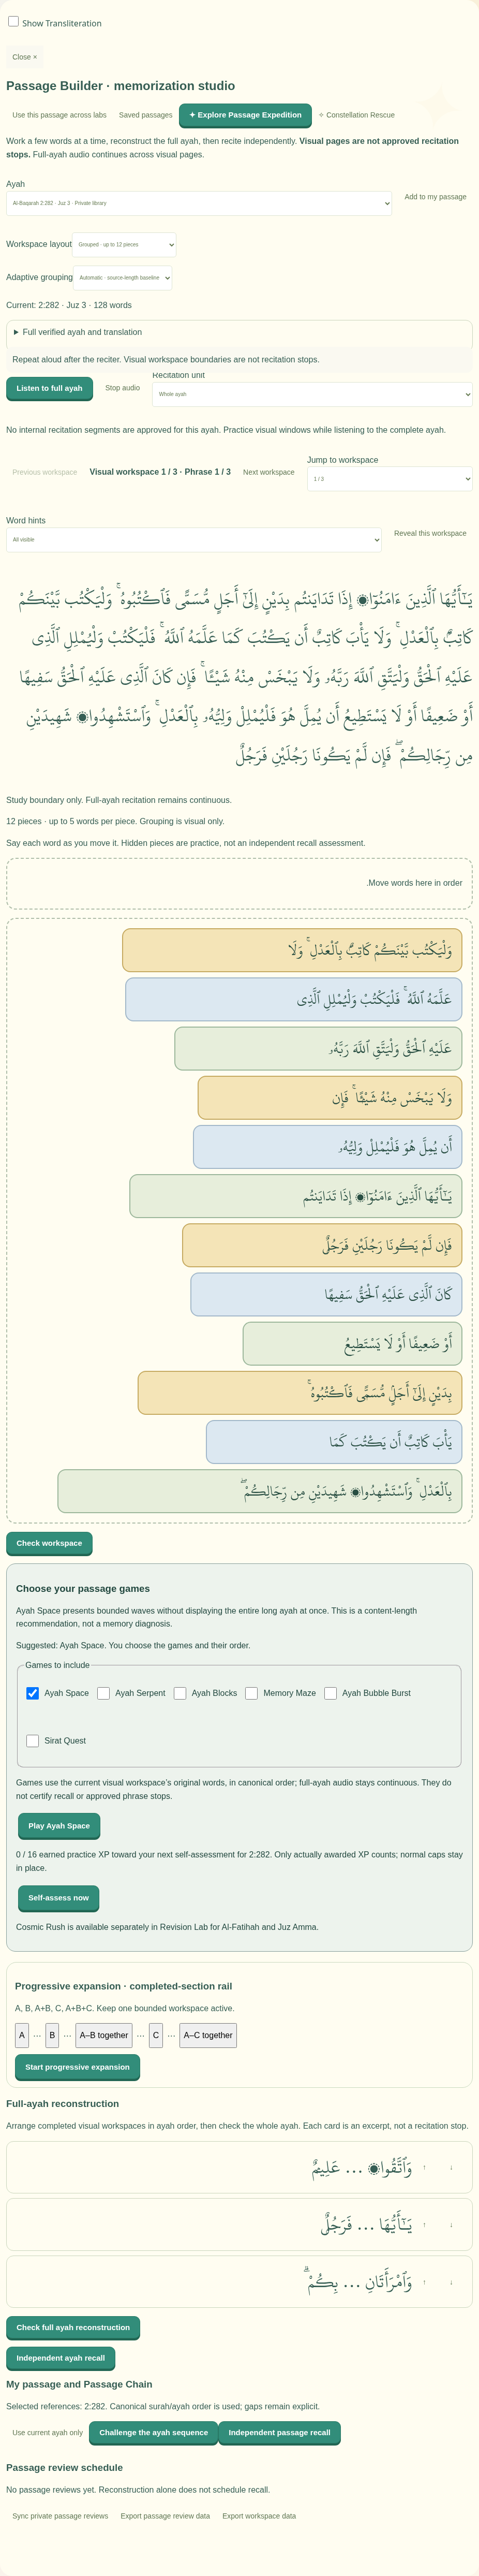 Show Transliteration
Close ×
Passage Builder · memorization studio
Use this passage across labs
Saved passages
✦ Explore Passage Expedition
✧ Constellation Rescue
Work a few words at a time, reconstruct the full ayah, then recite independently. Visual pages are not approved recitation
stops. Full-ayah audio continues across visual pages.
Ayah
Al-Baqarah 2:282 · Juz 3 · Private library
Add to my passage
Workspace layout
Grouped · up to 12 pieces
Adaptive grouping
Automatic · source-length baseline
Current: 2:282 · Juz 3 · 128 words
▶ Full verified ayah and translation
Repeat aloud after the reciter. Visual workspace boundaries are not recitation stops.
Listen to full ayah
Stop audio
Recitation unit
Whole ayah
No internal recitation segments are approved for this ayah. Practice visual windows while listening to the complete ayah.
Previous workspace
Visual workspace 1 / 3 · Phrase 1 / 3
Next workspace
Jump to workspace
1 / 3
Word hints
All visible
Reveal this workspace
يَـٰٓأَيُّهَا ٱلَّذِينَ ءَامَنُوٓا۟ إِذَا تَدَايَنتُم بِدَيْنٍ إِلَىٰٓ أَجَلٍ مُّسَمًّى فَٱكْتُبُوهُ ۚ وَلْيَكْتُب بَّيْنَكُمْ
كَاتِبٌۢ بِٱلْعَدْلِ ۚ وَلَا يَأْبَ كَاتِبٌ أَن يَكْتُبَ كَمَا عَلَّمَهُ ٱللَّهُ ۚ فَلْيَكْتُبْ وَلْيُمْلِلِ ٱلَّذِى
عَلَيْهِ ٱلْحَقُّ وَلْيَتَّقِ ٱللَّهَ رَبَّهُۥ وَلَا يَبْخَسْ مِنْهُ شَيْـًٔا ۚ فَإِن كَانَ ٱلَّذِى عَلَيْهِ ٱلْحَقُّ سَفِيهًا
أَوْ ضَعِيفًا أَوْ لَا يَسْتَطِيعُ أَن يُمِلَّ هُوَ فَلْيُمْلِلْ وَلِيُّهُۥ بِٱلْعَدْلِ ۚ وَٱسْتَشْهِدُوا۟ شَهِيدَيْنِ
مِن رِّجَالِكُمْ ۖ فَإِن لَّمْ يَكُونَا رَجُلَيْنِ فَرَجُلٌ
Study boundary only. Full-ayah recitation remains continuous.
12 pieces · up to 5 words per piece. Grouping is visual only.
Say each word as you move it. Hidden pieces are practice, not an independent recall assessment.
.Move words here in order
وَلْيَكْتُب بَّيْنَكُمْ كَاتِبٌۢ بِٱلْعَدْلِ ۚ وَلَا
عَلَّمَهُ ٱللَّهُ ۚ فَلْيَكْتُبْ وَلْيُمْلِلِ ٱلَّذِى
عَلَيْهِ ٱلْحَقُّ وَلْيَتَّقِ ٱللَّهَ رَبَّهُۥ
وَلَا يَبْخَسْ مِنْهُ شَيْـًٔا ۚ فَإِن
أَن يُمِلَّ هُوَ فَلْيُمْلِلْ وَلِيُّهُۥ
يَـٰٓأَيُّهَا ٱلَّذِينَ ءَامَنُوٓا۟ إِذَا تَدَايَنتُم
فَإِن لَّمْ يَكُونَا رَجُلَيْنِ فَرَجُلٌ
كَانَ ٱلَّذِى عَلَيْهِ ٱلْحَقُّ سَفِيهًا
أَوْ ضَعِيفًا أَوْ لَا يَسْتَطِيعُ
بِدَيْنٍ إِلَىٰٓ أَجَلٍ مُّسَمًّى فَٱكْتُبُوهُ ۚ
يَأْبَ كَاتِبٌ أَن يَكْتُبَ كَمَا
بِٱلْعَدْلِ ۚ وَٱسْتَشْهِدُوا۟ شَهِيدَيْنِ مِن رِّجَالِكُمْ ۖ
Check workspace
Choose your passage games
Ayah Space presents bounded waves without displaying the entire long ayah at once. This is a content-length
recommendation, not a memory diagnosis.
Suggested: Ayah Space. You choose the games and their order.
Games to include
Ayah Space
Ayah Serpent
Ayah Blocks
Memory Maze
Ayah Bubble Burst
Sirat Quest
Games use the current visual workspace's original words, in canonical order; full-ayah audio stays continuous. They do
not certify recall or approved phrase stops.
Play Ayah Space
0 / 16 earned practice XP toward your next self-assessment for 2:282. Only actually awarded XP counts; normal caps stay
in place.
Self-assess now
Cosmic Rush is available separately in Revision Lab for Al-Fatihah and Juz Amma.
Progressive expansion · completed-section rail
A, B, A+B, C, A+B+C. Keep one bounded workspace active.
A ··· B ··· A–B together ··· C ··· A–C together
Start progressive expansion
Full-ayah reconstruction
Arrange completed visual workspaces in ayah order, then check the whole ayah. Each card is an excerpt, not a recitation stop.
وَٱتَّقُوا۟ … عَلِيمٌ ↑ ↓
يَـٰٓأَيُّهَا … فَرَجُلٌ ↑ ↓
وَٱمْرَأَتَانِ … بِكُمْ ۗ ↑ ↓
Check full ayah reconstruction
Independent ayah recall
My passage and Passage Chain
Selected references: 2:282. Canonical surah/ayah order is used; gaps remain explicit.
Use current ayah only
Challenge the ayah sequence
Independent passage recall
Passage review schedule
No passage reviews yet. Reconstruction alone does not schedule recall.
Sync private passage reviews
Export passage review data
Export workspace data